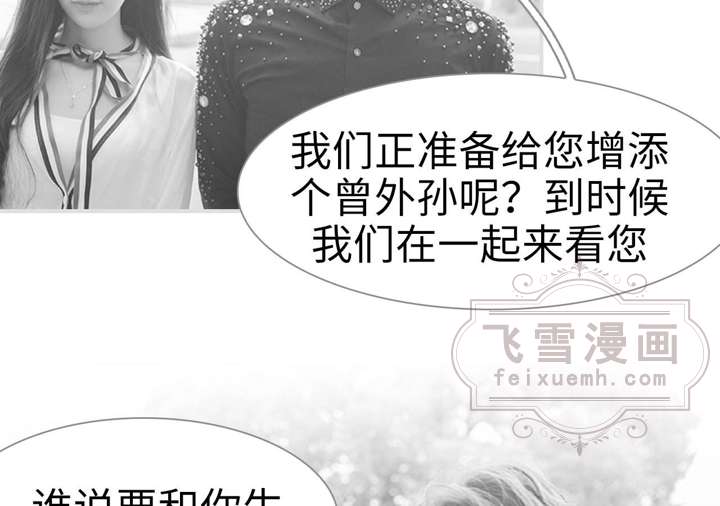 我们正准备给您增添
个曾外孙呢？到时候
我们在一起来看您
飞雪漫画
feixuemh.com
谁说要和你生